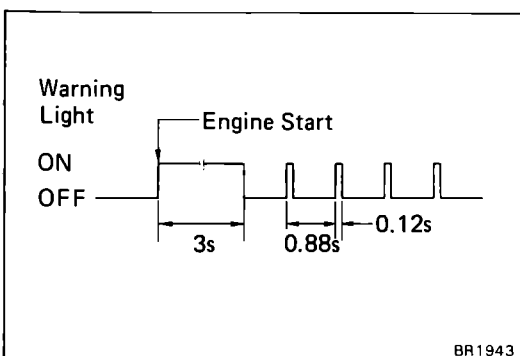 Warning
Light
Engine Start
ON
OFF
3s
0.88s
0.12s
BR1943